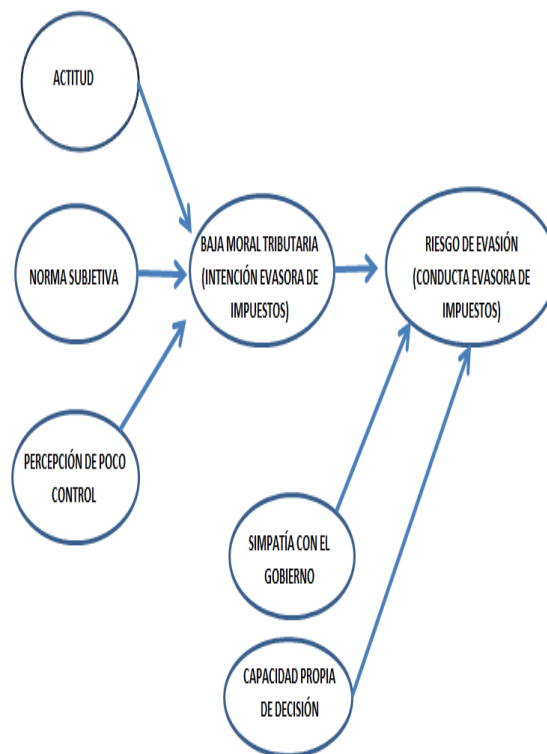 ACTITUD
NORMA SUBJETIVA
PERCEPCIÓN DE POCO
CONTROL
BAJA MORAL TRIBUTARIA
(INTENCIÓN EVASORA DE
IMPUESTOS)
RIESGO DE EVASIÓN
(CONDUCTA EVASORA DE
IMPUESTOS)
SIMPATÍA CON EL
GOBIERNO
CAPACIDAD PROPIA
DE DECISIÓN